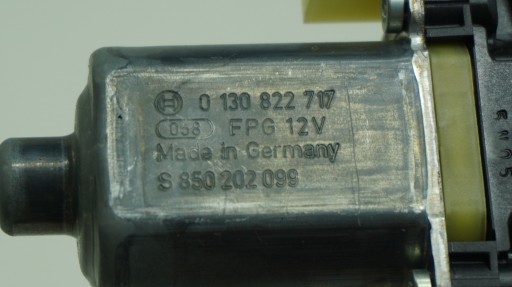 0 130 822 717
058 FPG 12V
Made in Germany
S 850 202 099